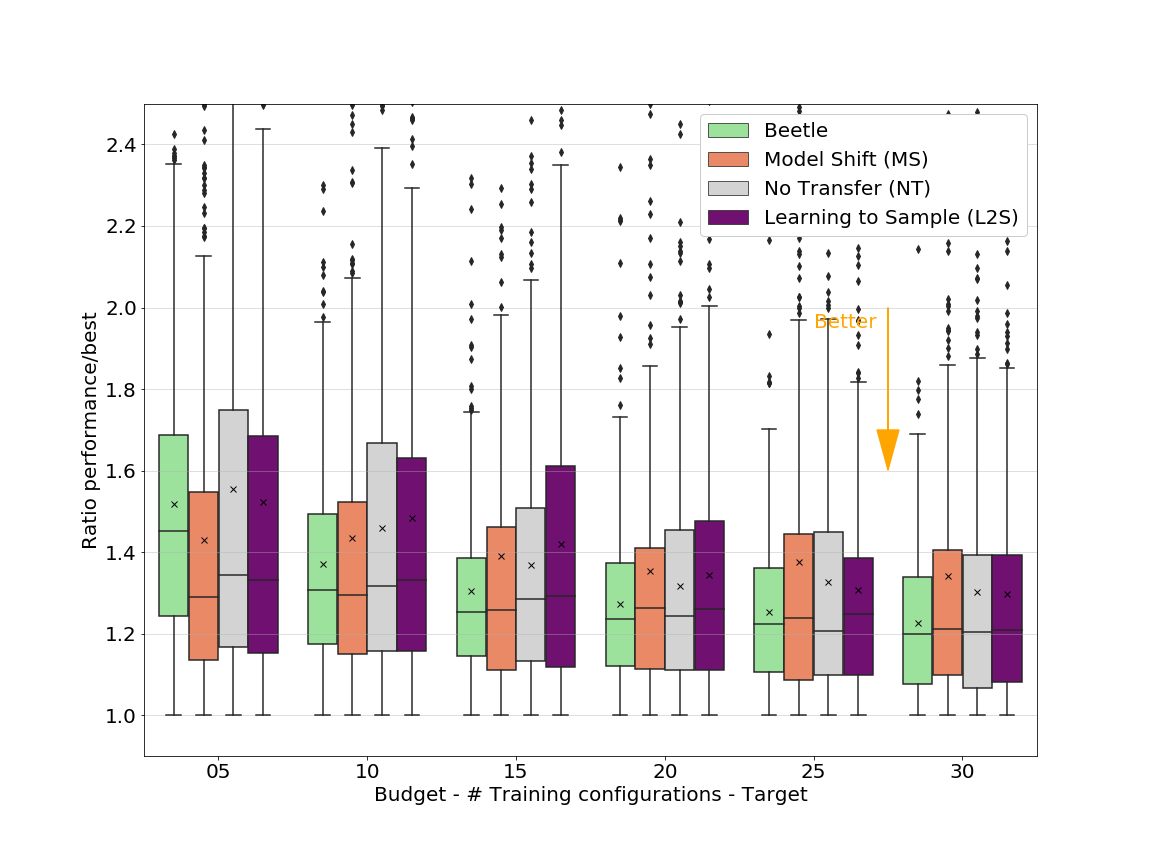 Beetle
Model Shift (MS)
No Transfer (NT)
Learning to Sample (L2S)
Better
Ratio performance/best
2.4
2.2
2.0
1.8
1.6
1.4
1.2
1.0
05 10 15 20 25 30
Budget - # Training configurations - Target